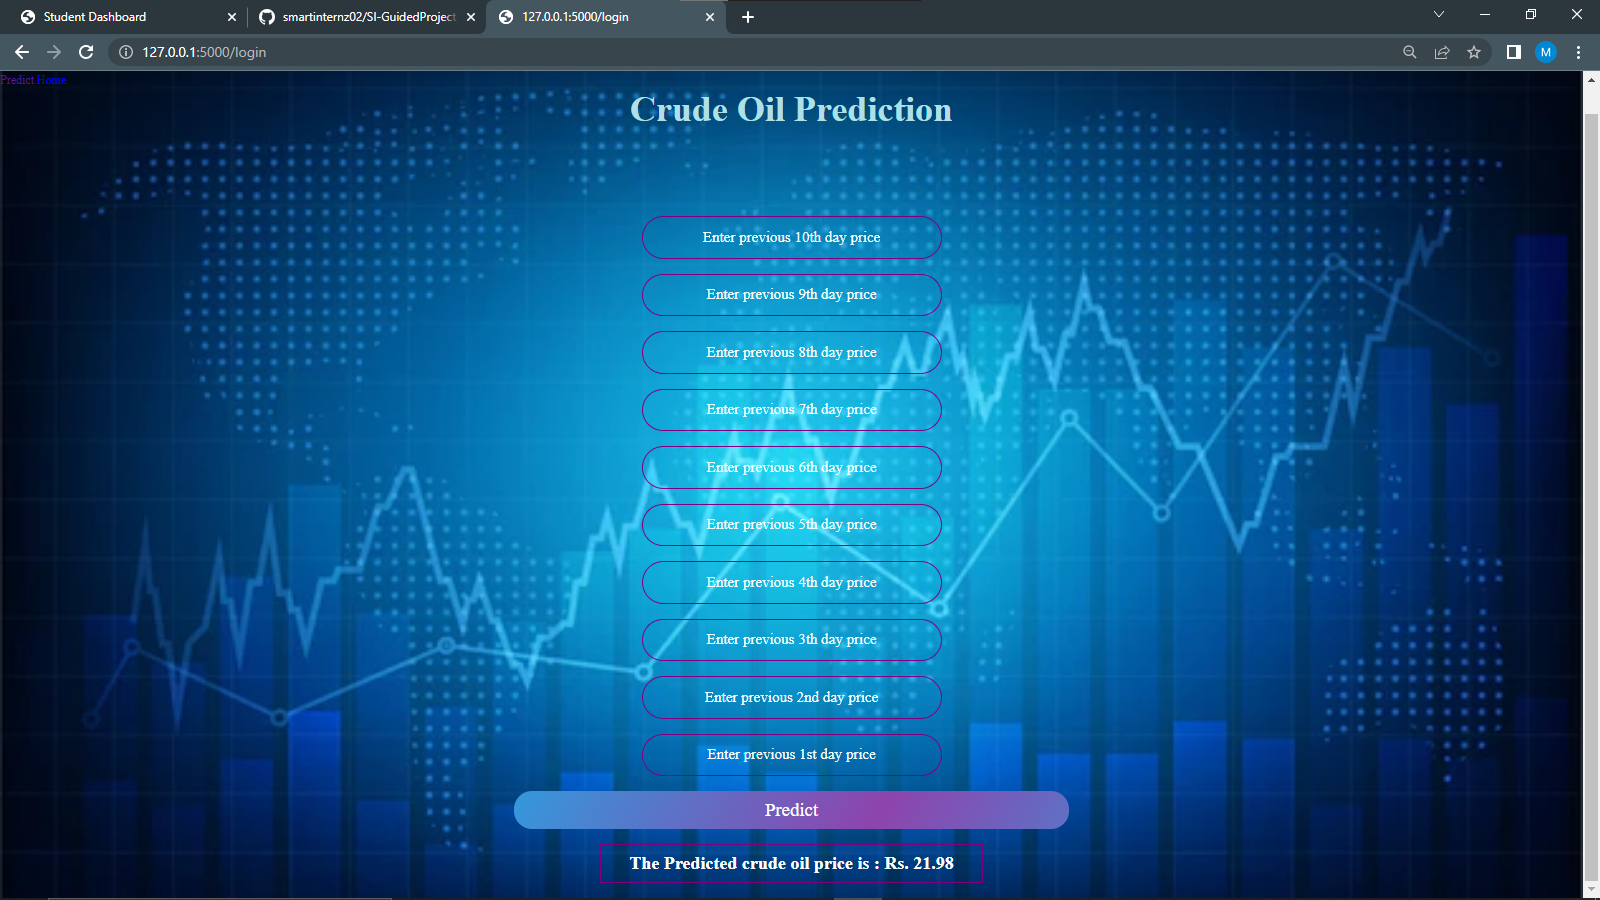 Student Dashboard
smartinternz02/SI-GuidedProject
127.0.0.1:5000/login
127.0.0.1:5000/login
M
Predict Home
Crude Oil Prediction
Enter previous 10th day price
Enter previous 9th day price
Enter previous 8th day price
Enter previous 7th day price
Enter previous 6th day price
Enter previous 5th day price
Enter previous 4th day price
Enter previous 3th day price
Enter previous 2nd day price
Enter previous 1st day price
Predict
The Predicted crude oil price is : Rs. 21.98